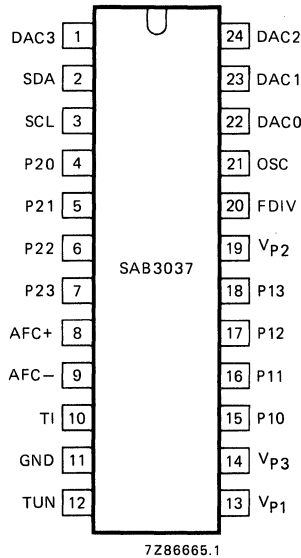 DAC3 1 24 DAC2
SDA 2 23 DAC1
SCL 3 22 DAC0
P20 4 21 OSC
P21 5 20 FDIV
P22 6 19 VP2
SAB3037
P23 7 18 P13
AFC+ 8 17 P12
AFC− 9 16 P11
TI 10 15 P10
GND 11 14 VP3
TUN 12 13 VP1
7Z86665.1